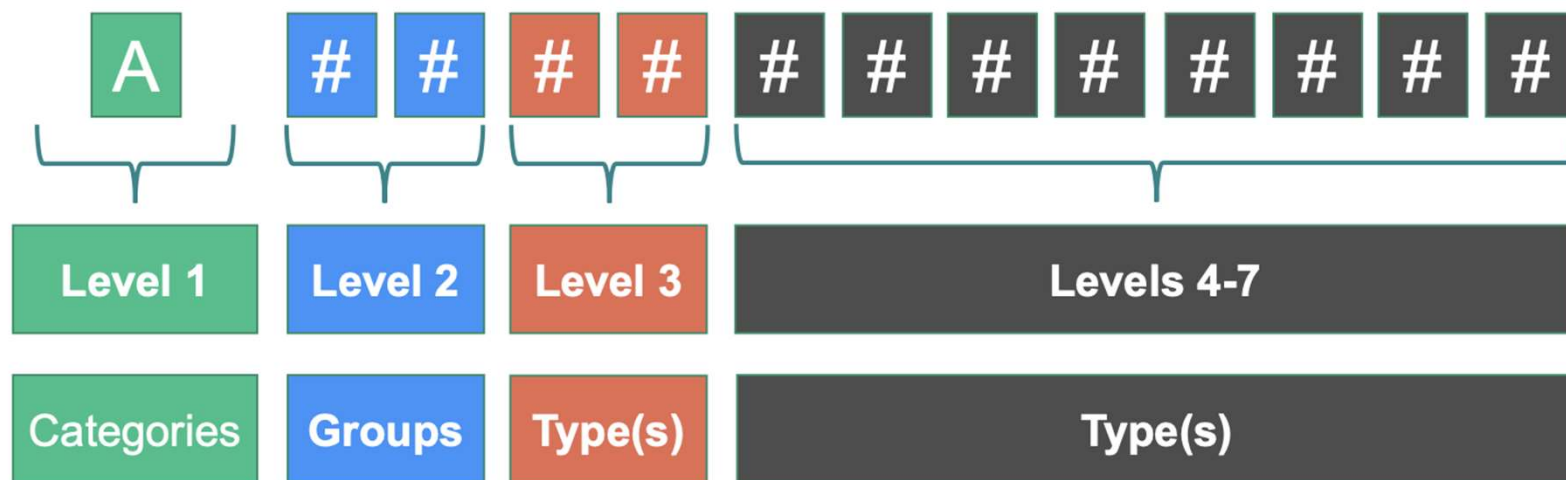 A # # # # # # # # # # # #
Level 1 Level 2 Level 3 Levels 4-7
Categories Groups Type(s) Type(s)